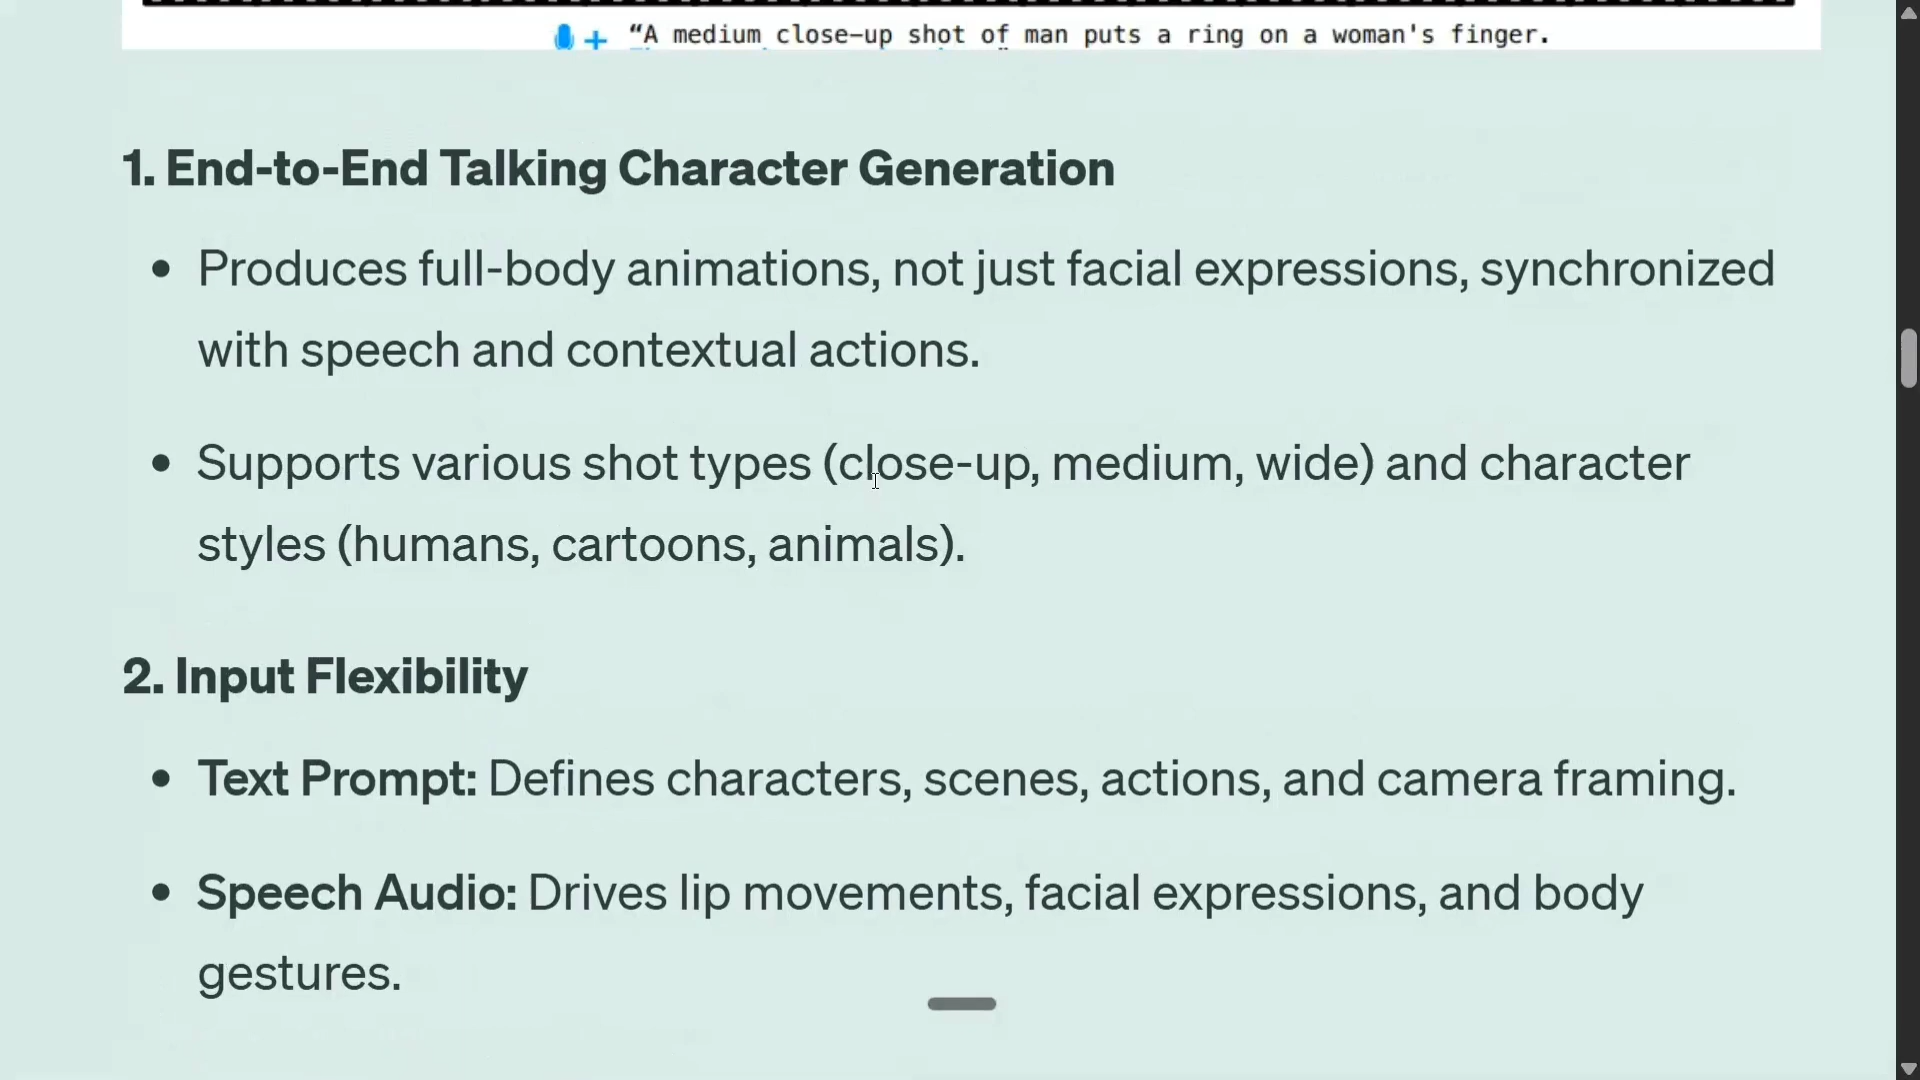 “A medium close-up shot of man puts a ring on a woman's finger.
1. End-to-End Talking Character Generation
• Produces full-body animations, not just facial expressions, synchronized
with speech and contextual actions.
• Supports various shot types (close-up, medium, wide) and character
styles (humans, cartoons, animals).
2. Input Flexibility
• Text Prompt: Defines characters, scenes, actions, and camera framing.
• Speech Audio: Drives lip movements, facial expressions, and body
gestures.